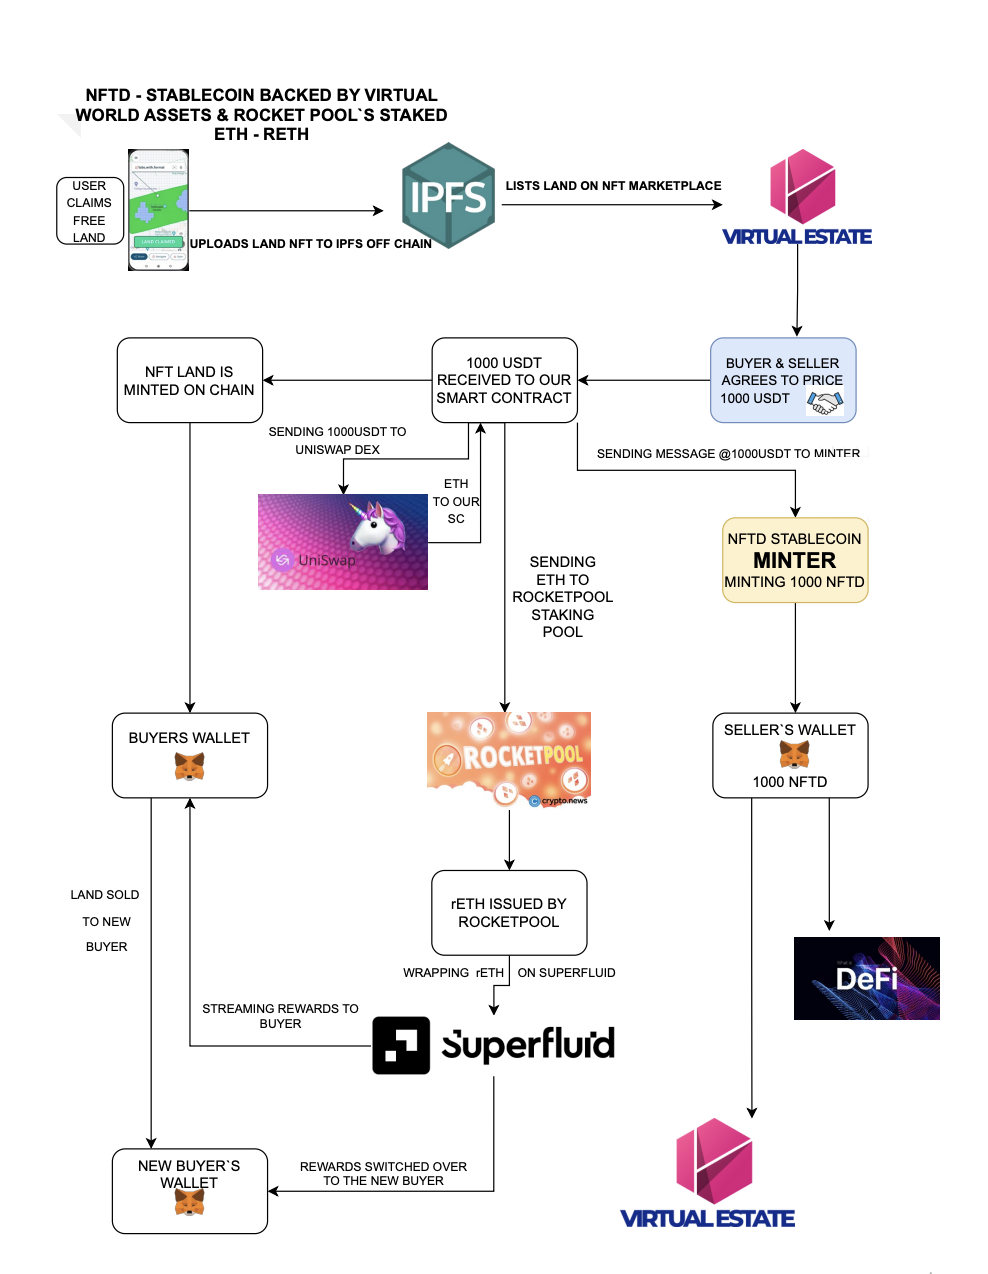 NFTD - STABLECOIN BACKED BY VIRTUAL
WORLD ASSETS & ROCKET POOL`S STAKED
ETH - RETH
USER
CLAIMS
FREE
LAND
LAND CLAIMED
UPLOADS LAND NFT TO IPFS OFF CHAIN
IPFS
LISTS LAND ON NFT MARKETPLACE
VIRTUAL ESTATE
NFT LAND IS
MINTED ON CHAIN
1000 USDT
RECEIVED TO OUR
SMART CONTRACT
BUYER & SELLER
AGREES TO PRICE
1000 USDT
SENDING 1000USDT TO
UNISWAP DEX
SENDING MESSAGE @1000USDT TO MINTER
ETH
TO OUR
SC
UniSwap
NFTD STABLECOIN
MINTER
MINTING 1000 NFTD
SENDING
ETH TO
ROCKETPOOL
STAKING
POOL
BUYERS WALLET
ROCKETPOOL
crypto.news
SELLER`S WALLET
1000 NFTD
LAND SOLD
TO NEW
BUYER
rETH ISSUED BY
ROCKETPOOL
WRAPPING rETH ON SUPERFLUID
DeFi
STREAMING REWARDS TO
BUYER
Superfluid
NEW BUYER`S
WALLET
REWARDS SWITCHED OVER
TO THE NEW BUYER
VIRTUAL ESTATE